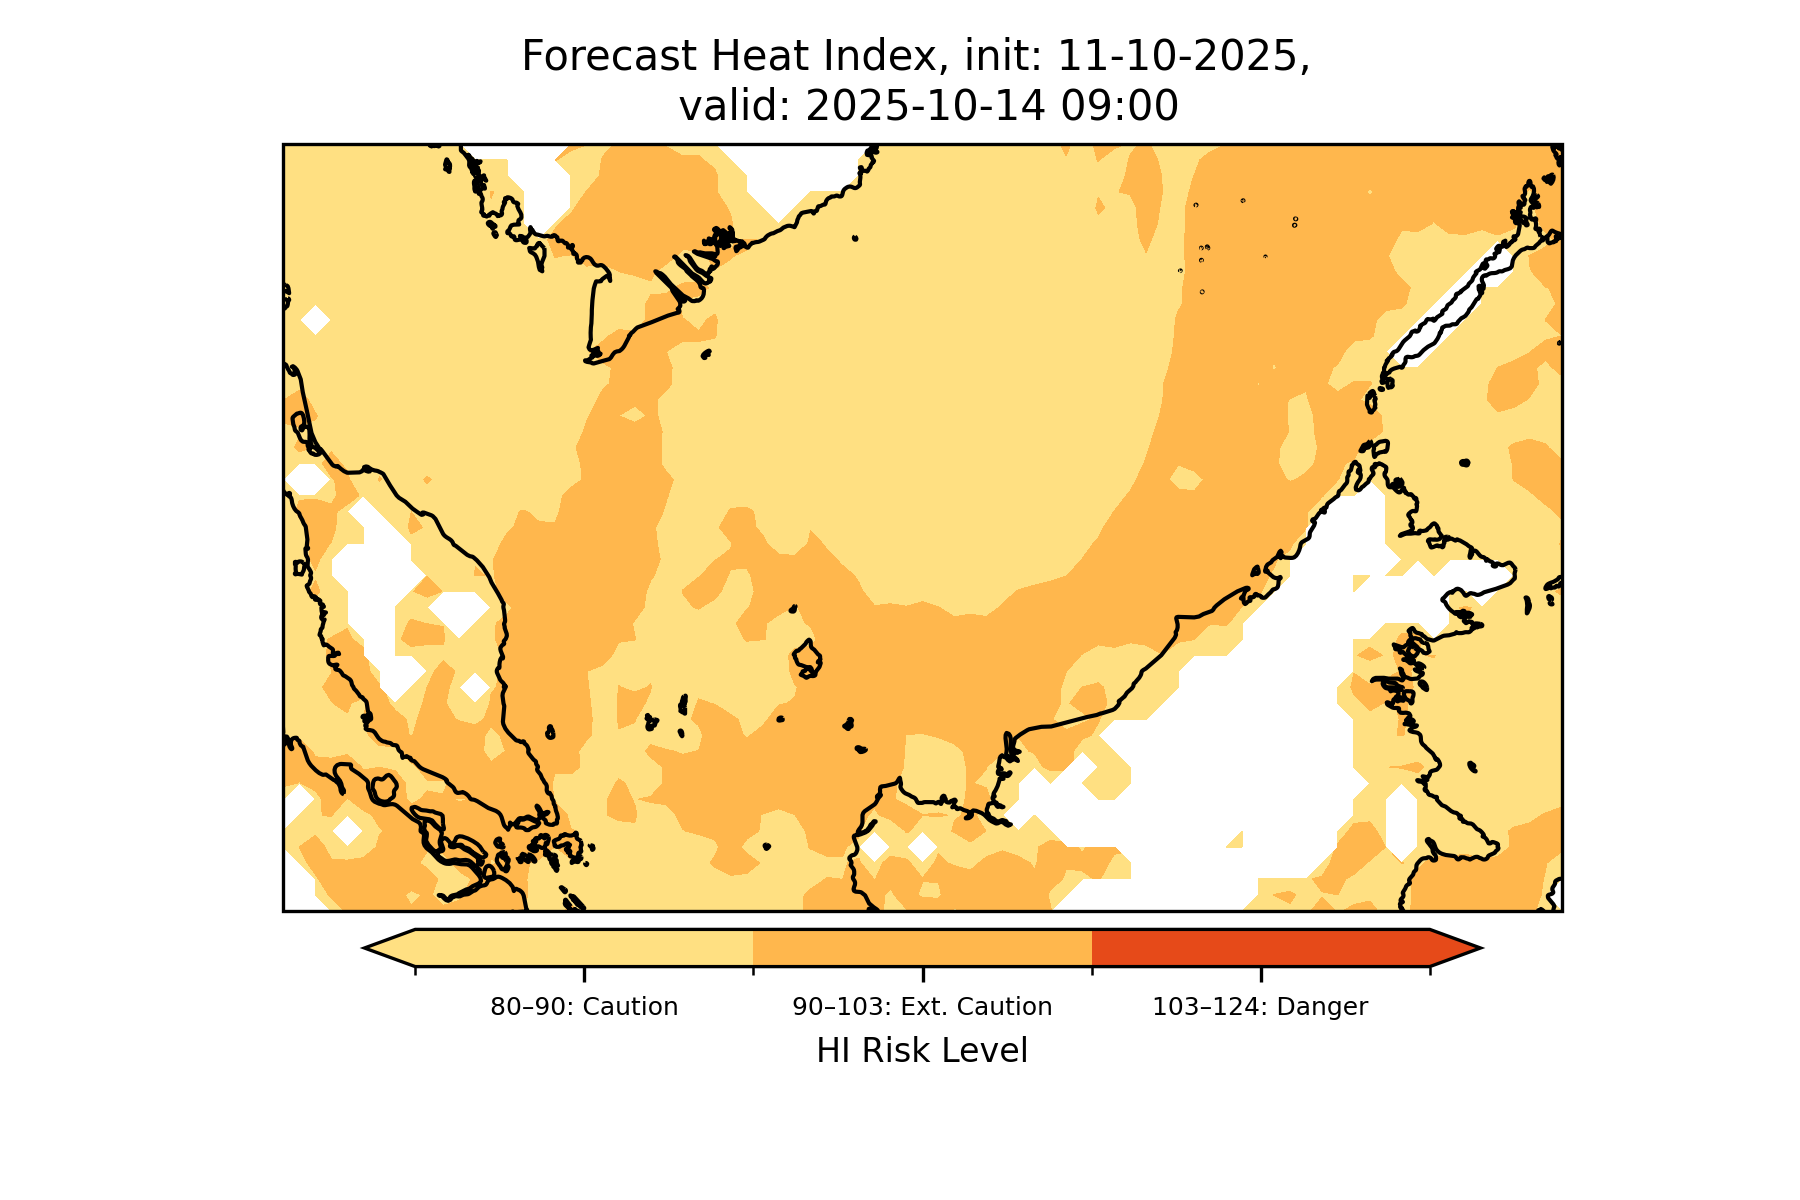 Forecast Heat Index, init: 11-10-2025,
valid: 2025-10-14 09:00
80–90: Caution
90–103: Ext. Caution
103–124: Danger
HI Risk Level